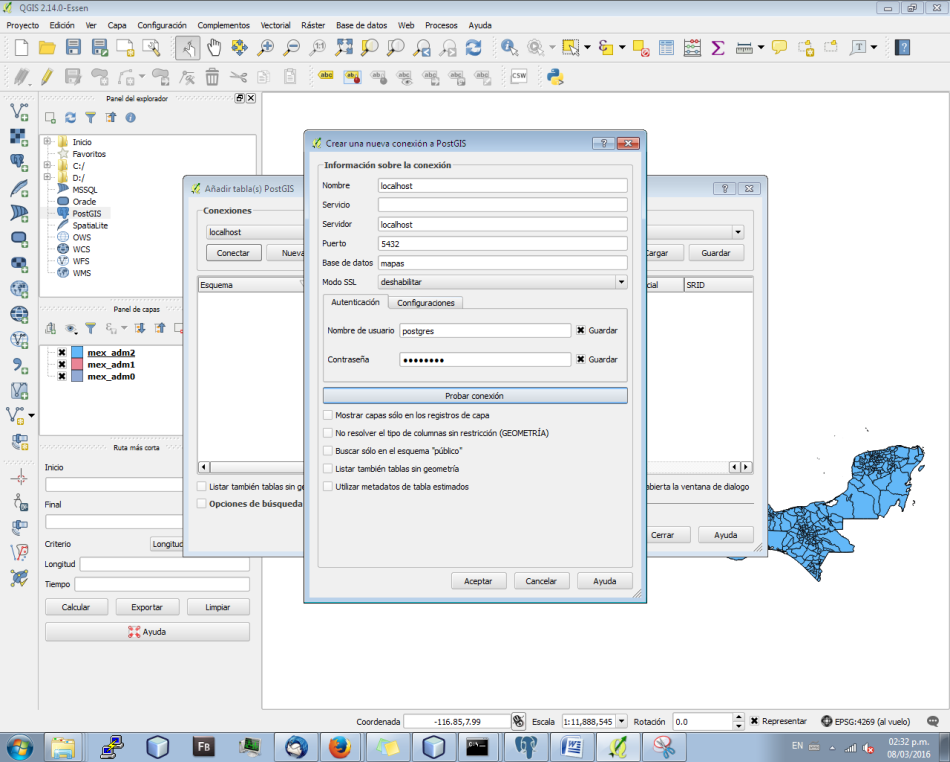 QGIS 2.14.0-Essen
Proyecto Edición Ver Capa Configuración Complementos Vectorial Ráster Base de datos Web Procesos Ayuda
abc abc abc abc abc abc abc CSW
Panel del explorador
Inicio
Favoritos
C:/
D:/
MSSQL
Oracle
PostGIS
SpatiaLite
OWS
WCS
WFS
WMS
Panel de capas
mex_adm2
mex_adm1
mex_adm0
Ruta más corta
Inicio
Final
Criterio Longitud
Longitud
Tiempo
Calcular Exportar Limpiar
Ayuda
Añadir tabla(s) PostGIS
Conexiones
localhost
Conectar Nueva Cargar Guardar
Esquema cial SRID
Listar también tablas sin ge
abierta la ventana de dialogo
Opciones de búsqueda
Cerrar Ayuda
Crear una nueva conexión a PostGIS
Información sobre la conexión
Nombre localhost
Servicio
Servidor localhost
Puerto 5432
Base de datos mapas
Modo SSL deshabilitar
Autenticación Configuraciones
Nombre de usuario postgres Guardar
Contraseña ●●●●●●●● Guardar
Probar conexión
Mostrar capas sólo en los registros de capa
No resolver el tipo de columnas sin restricción (GEOMETRÍA)
Buscar sólo en el esquema "público"
Listar también tablas sin geometría
Utilizar metadatos de tabla estimados
Aceptar Cancelar Ayuda
Coordenada -116.85,7.99 Escala 1:11,888,545 Rotación 0.0 Representar EPSG:4269 (al vuelo)
FB
EN 02:32 p.m.
08/03/2016